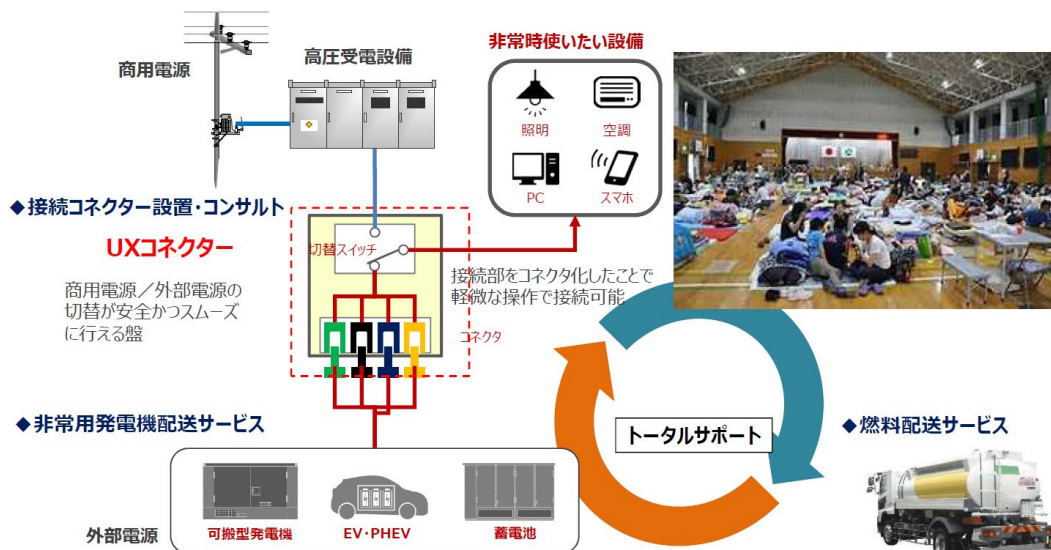 商用電源
高圧受電設備
非常時使いたい設備
照明
空調
PC
スマホ
◆接続コネクター設置・コンサルト
UXコネクター
商用電源／外部電源の
切替が安全かつスムーズ
に行える盤
切替スイッチ
接続部をコネクタ化したことで
軽微な操作で接続可能
コネクタ
◆非常用発電機配送サービス
トータルサポート
◆燃料配送サービス
外部電源
可搬型発電機
EV・PHEV
蓄電池